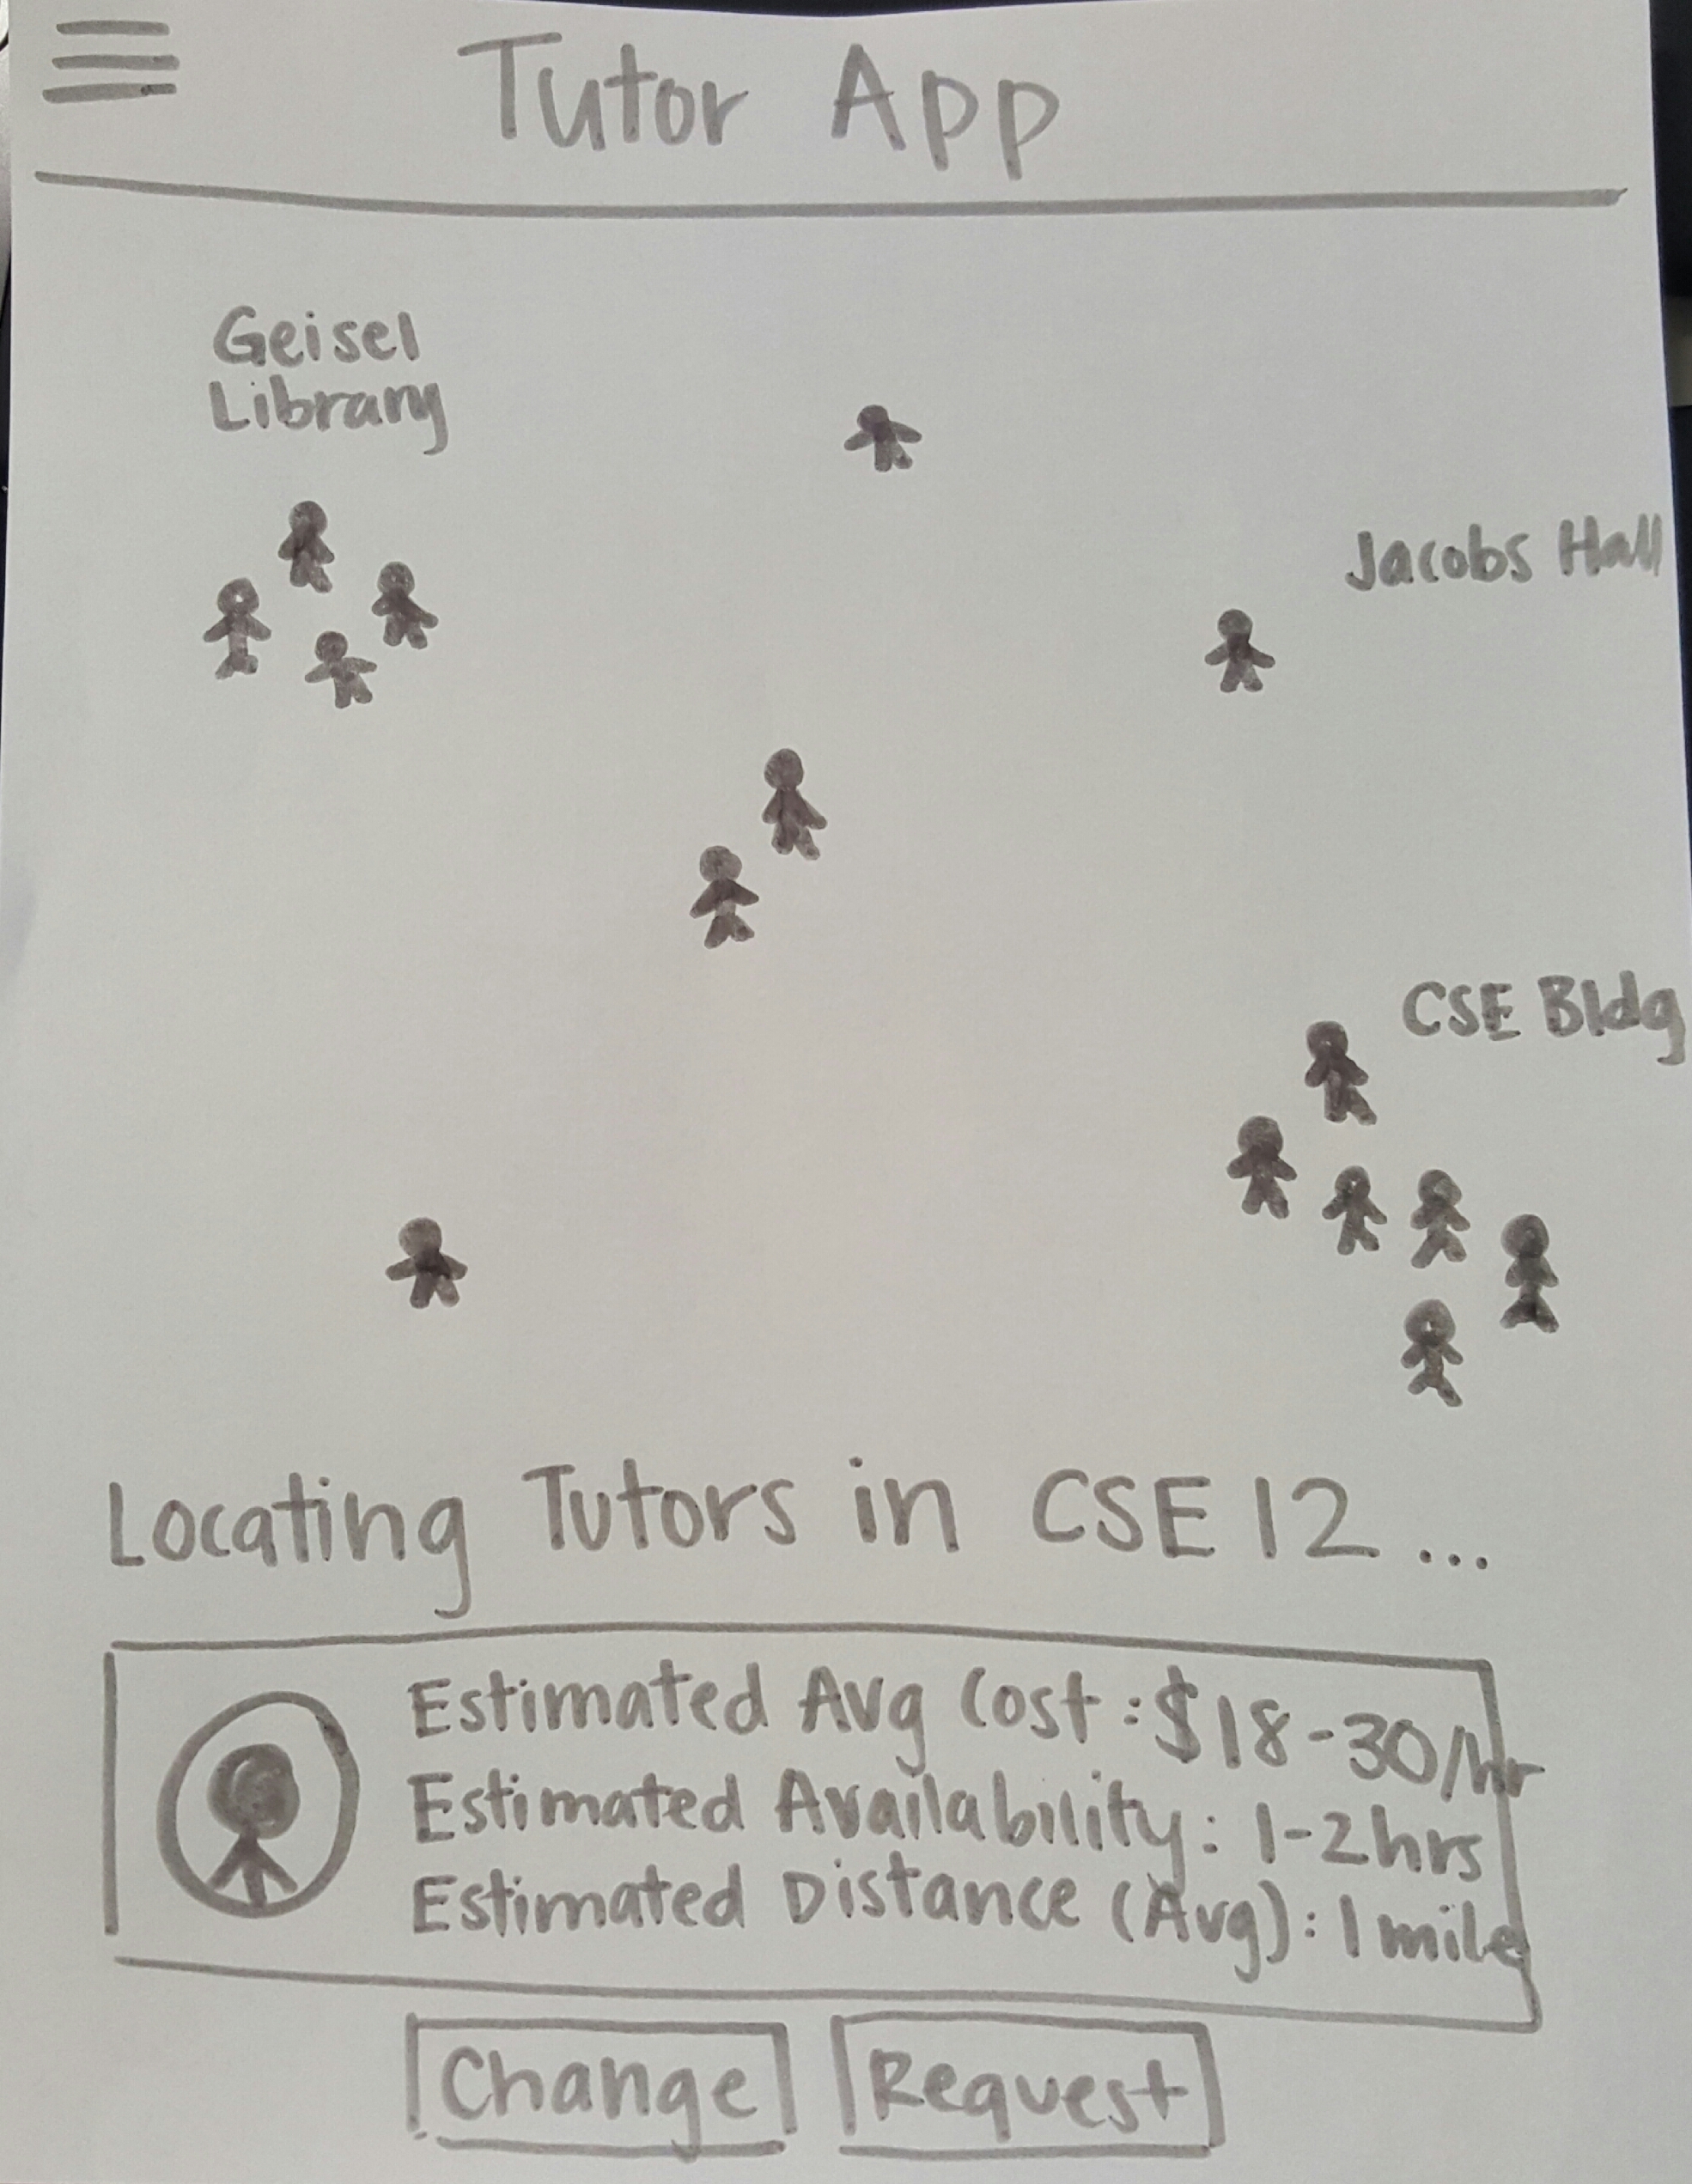 Tutor App
Geisel
Library
Jacobs Hall
CSE Bldg
Locating Tutors in CSE 12...
Estimated Avg Cost: $18-30/hr
Estimated Availability: 1-2hrs
Estimated Distance (Avg): 1 mile
Change
Request